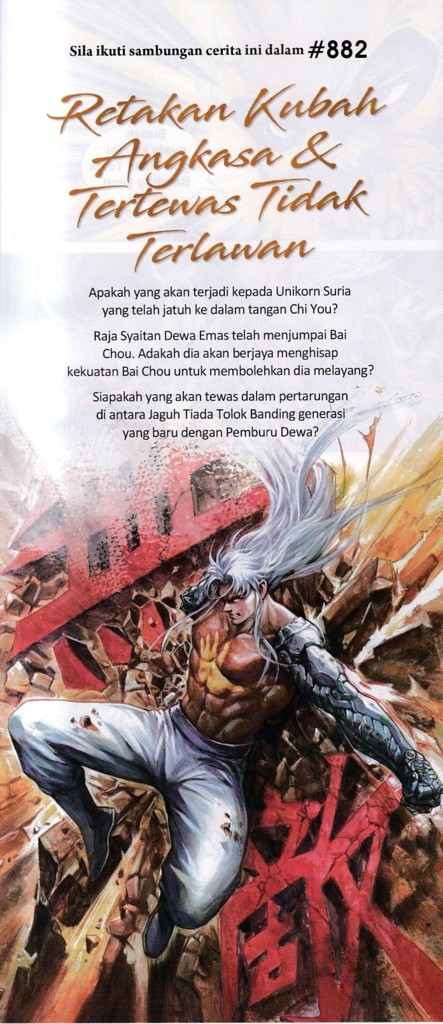 Sila ikuti sambungan cerita ini dalam #882
Retakan Kubah
Angkasa &
Tertewas Tidak
Terlawan
Apakah yang akan terjadi kepada Unikorn Suria
yang telah jatuh ke dalam tangan Chi You?
Raja Syaitan Dewa Emas telah menjumpai Bai
Chou. Adakah dia akan berjaya menghisap
kekuatan Bai Chou untuk membolehkan dia melayang?
Siapakah yang akan tewas dalam pertarungan
di antara Jaguh Tiada Tolok Banding generasi
yang baru dengan Pemburu Dewa?
敵